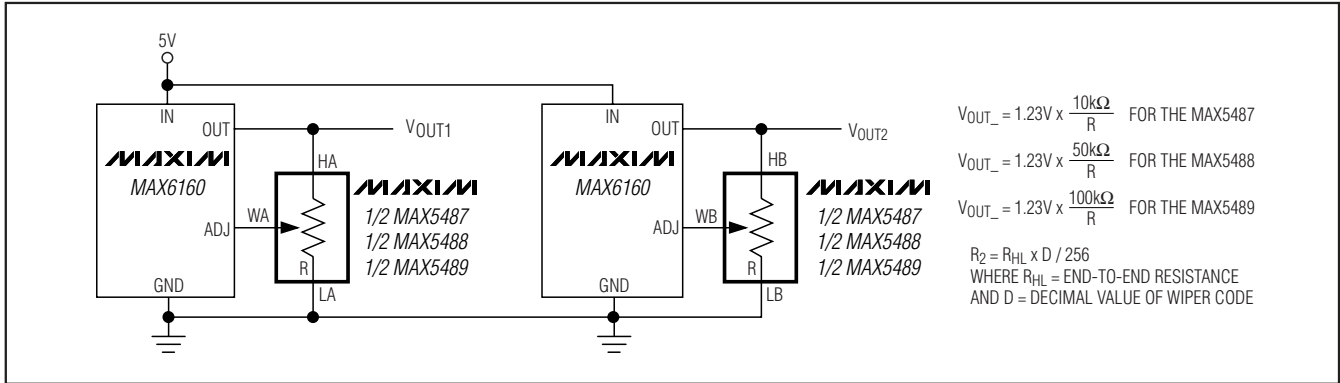 5V
IN
OUT
VOUT1
MAXIM
MAX6160
HA
MAXIM
WA
ADJ
1/2 MAX5487
1/2 MAX5488
1/2 MAX5489
R
GND
LA
IN
OUT
VOUT2
MAXIM
MAX6160
HB
MAXIM
WB
ADJ
1/2 MAX5487
1/2 MAX5488
1/2 MAX5489
R
GND
LB
VOUT_ = 1.23V x 10kΩ / R FOR THE MAX5487
VOUT_ = 1.23V x 50kΩ / R FOR THE MAX5488
VOUT_ = 1.23V x 100kΩ / R FOR THE MAX5489
R2 = RHL x D / 256
WHERE RHL = END-TO-END RESISTANCE
AND D = DECIMAL VALUE OF WIPER CODE